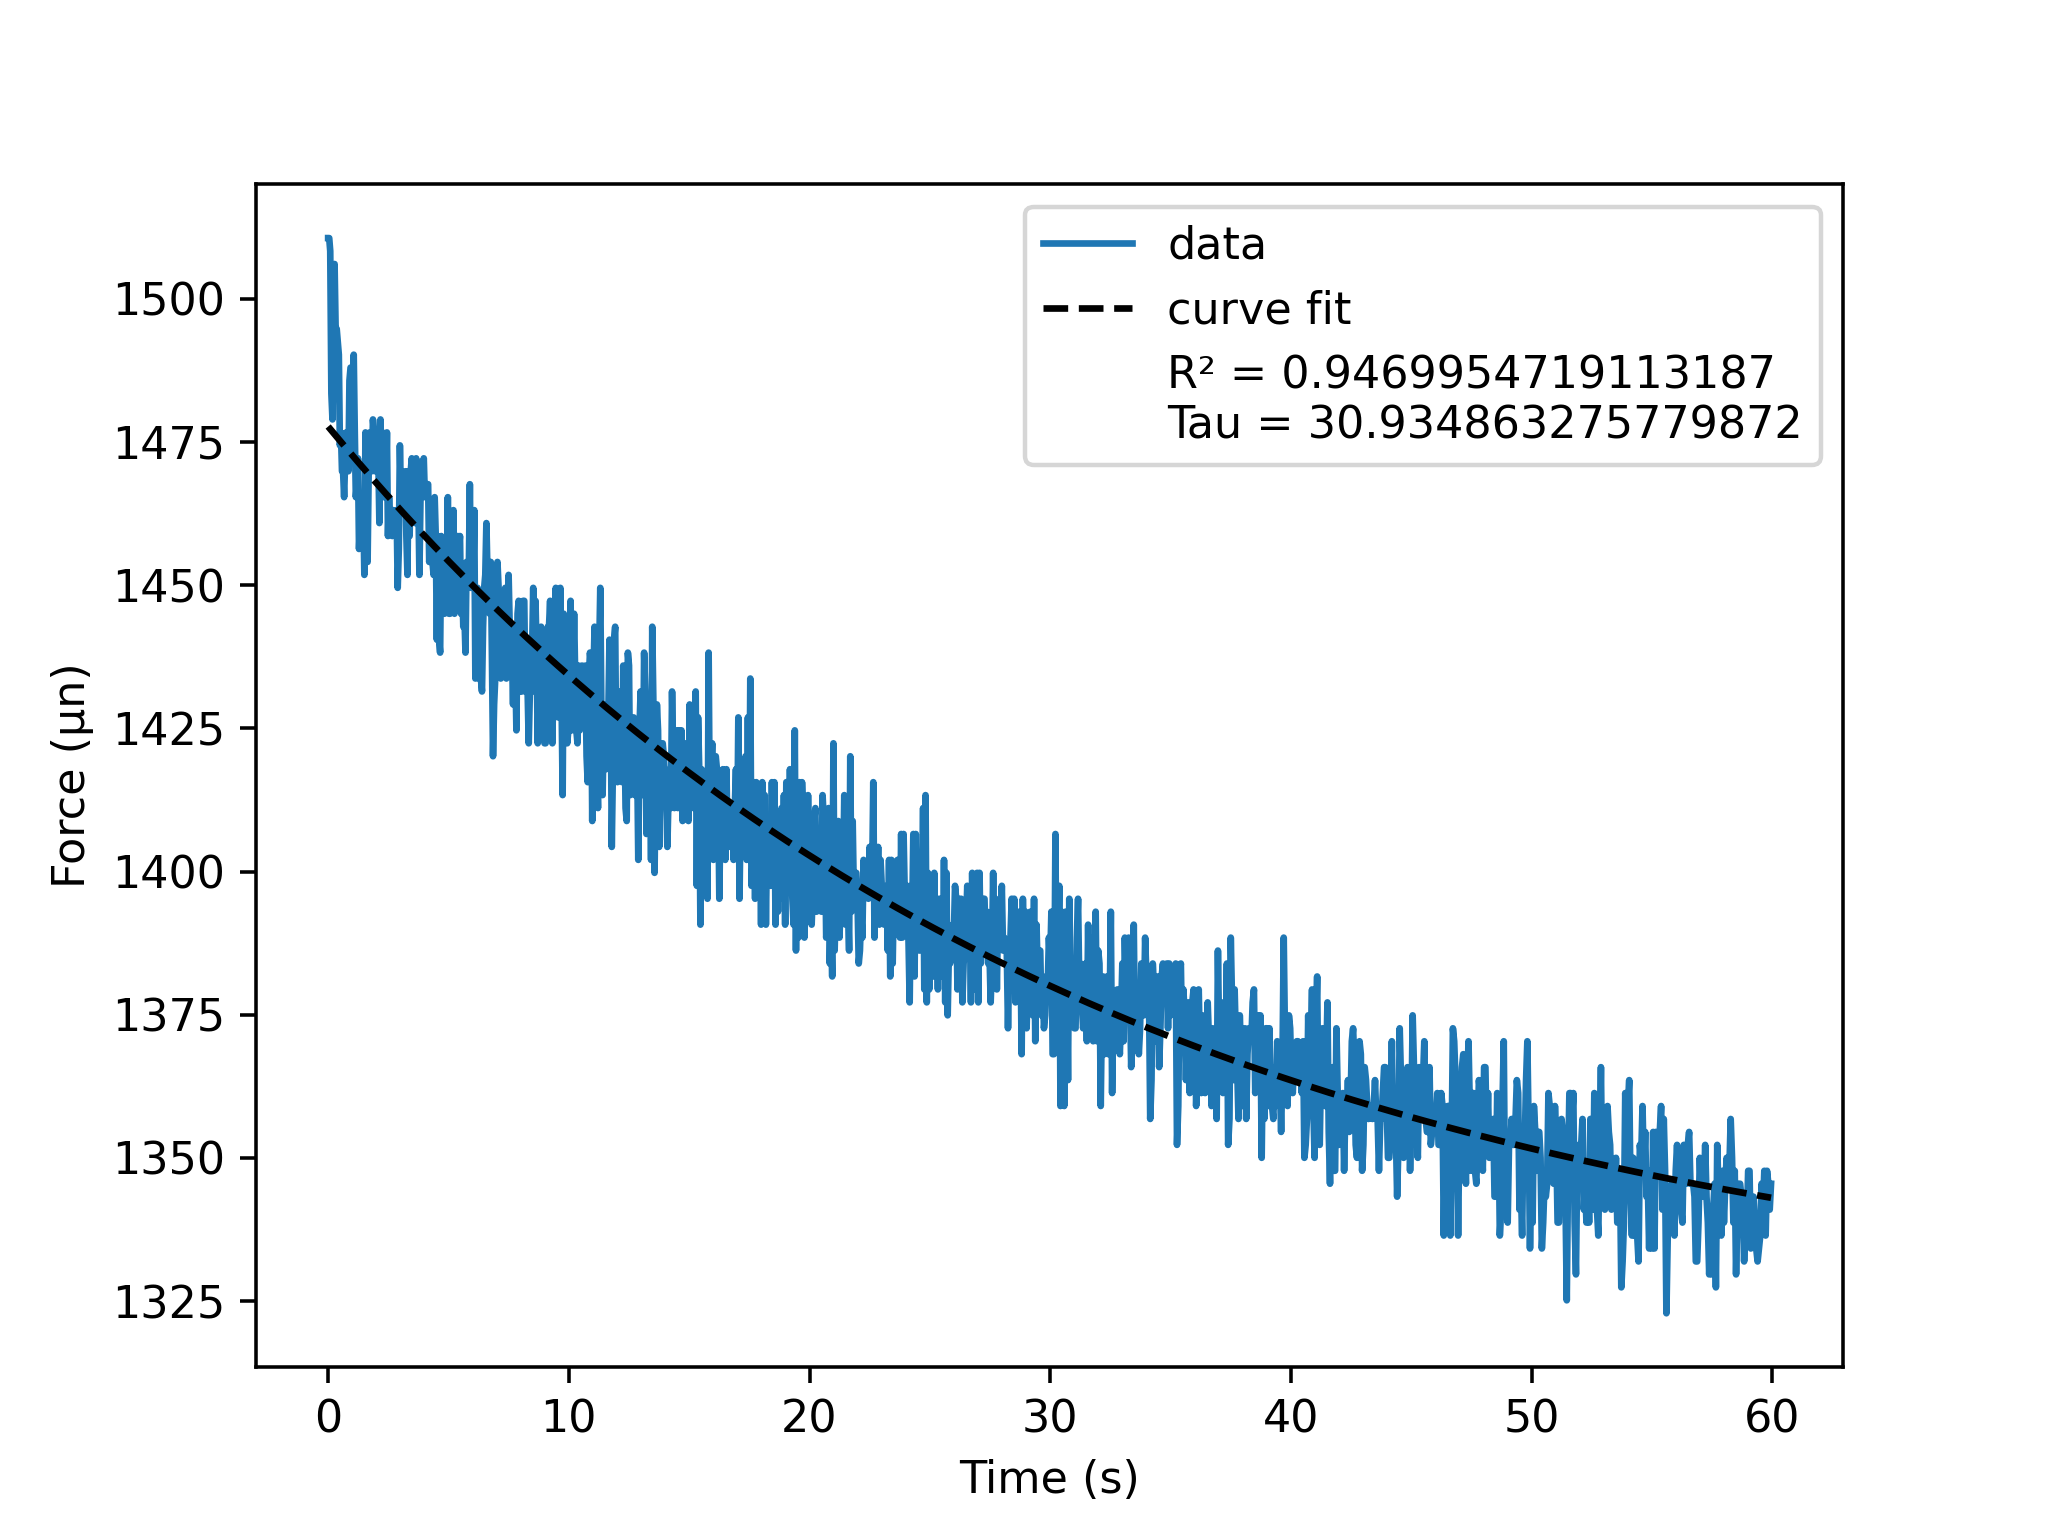 data
curve fit
R² = 0.9469954719113187
Tau = 30.934863275779872
1500
1475
1450
1425
1400
1375
1350
1325
Force (μn)
0 10 20 30 40 50 60
Time (s)